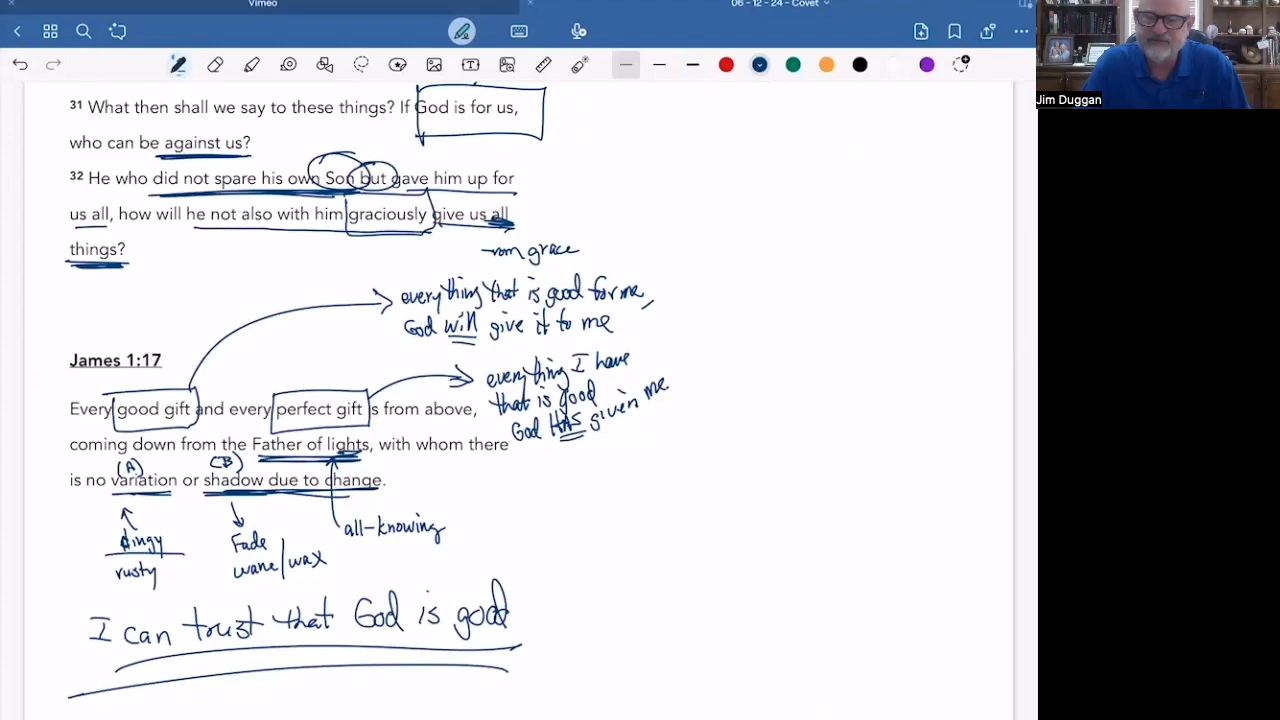 Vimeo
06 - 12 - 24 - Covet
Jim Duggan
31 What then shall we say to these things? If God is for us,
who can be against us?
32 He who did not spare his own Son but gave him up for
us all, how will he not also with him graciously give us all
things?
grace
everything that is good for me,
God will give it to me
James 1:17
everything I have
that is good
God HAS given me
Every good gift and every perfect gift is from above,
coming down from the Father of lights, with whom there
(A) (B)
is no variation or shadow due to change.
all-knowing
dingy
rusty
Fade
wane/wax
I can trust that God is good